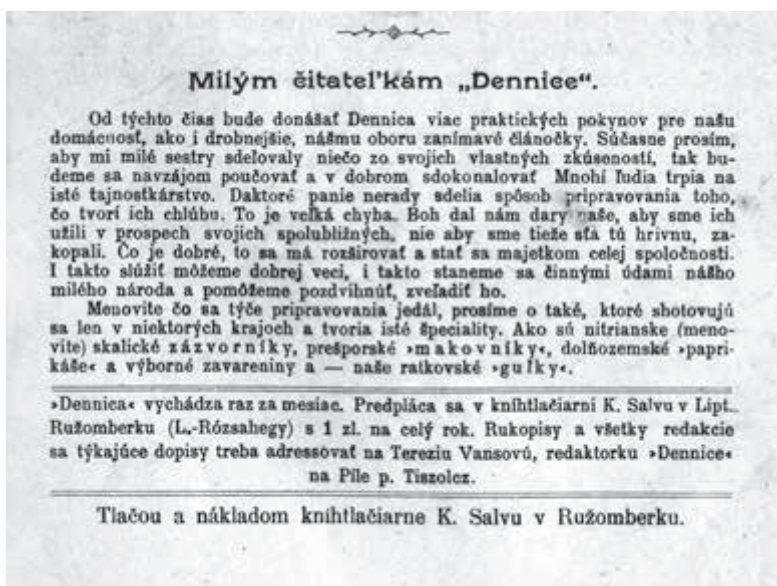 Milým čitateľkám „Dennice“.
Od týchto čias bude donášať Dennica viac praktických pokynov pre našu
domácnosť, ako i drobnejšie, nášmu oboru zanímavé článočky. Súčasne prosím,
aby mi milé sestry sdeľovaly niečo zo svojich vlastných zkúseností, tak bu-
deme sa navzájom poučovať a v dobrom sdokonalovať Mnohí ľudia trpia na
isté tajnostkárstvo. Daktoré panie nerady sdelia spôsob pripravovania toho,
čo tvorí ich chlúbu. To je veľká chyba. Boh dal nám dary naše, aby sme ich
užili v prospech svojich spolubližných, nie aby sme tieže sťa tú hrivnu, za-
kopali. Čo je dobré, to sa má rozširovať a stať sa majetkom celej spoločnosti.
I takto slúžiť môžeme dobrej veci, i takto staneme sa činnými údami nášho
milého národa a pomôžeme pozdvihnúť, zveľadiť ho.
Menovite čo sa týče pripravovania jedál, prosíme o také, ktoré shotovujú
sa len v niektorých krajoch a tvoria isté špeciality. Ako sú nitrianske (meno-
vite) skalické zázvorníky, prešporské »makovníky«, dolňozemské »papri-
káše« a výborné zavareniny a — naše ratkovské »guľky«.
»Dennica« vychádza raz za mesiac. Predpláca sa v kníhtlačiarni K. Salvu v Lipt.
Ružomberku (L.-Rózsahegy) s 1 zl. na celý rok. Rukopisy a všetky redakcie
sa týkajúce dopisy treba adressovať na Tereziu Vansovú, redaktorku »Dennice«
na Píle p. Tiszolcz.
Tlačou a nákladom knihtlačiarne K. Salvu v Ružomberku.